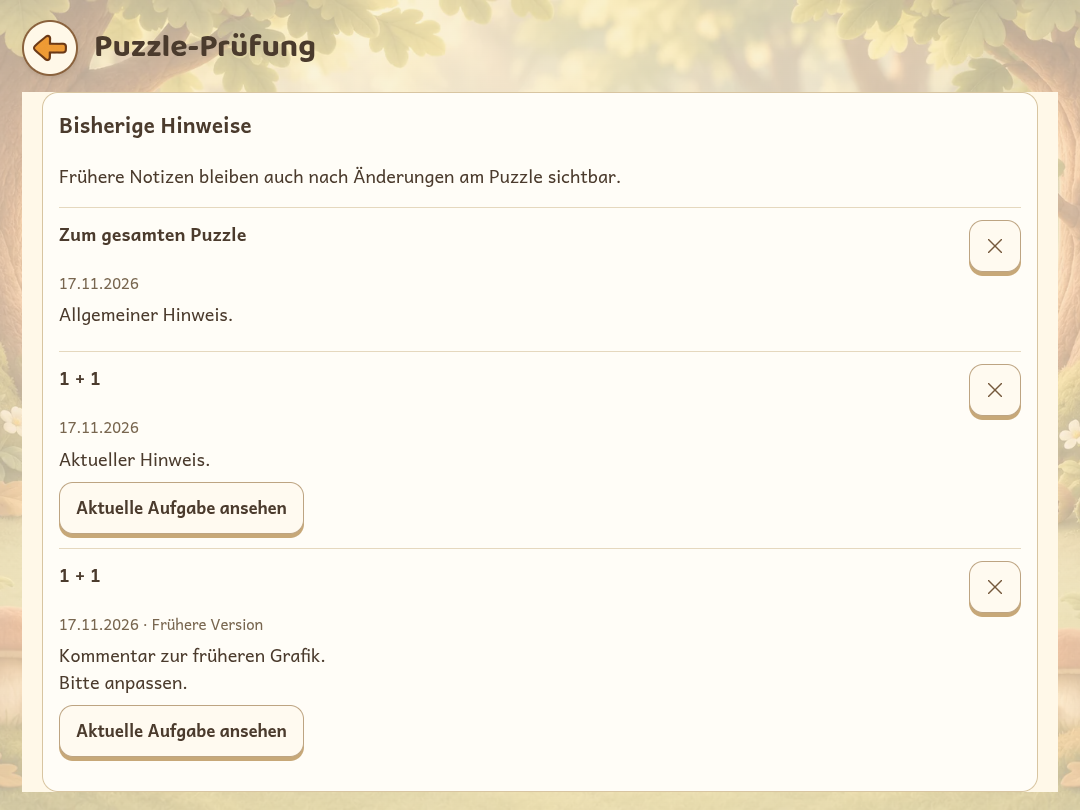 Puzzle-Prüfung
Bisherige Hinweise
Frühere Notizen bleiben auch nach Änderungen am Puzzle sichtbar.
Zum gesamten Puzzle
17.11.2026
Allgemeiner Hinweis.
1 + 1
17.11.2026
Aktueller Hinweis.
Aktuelle Aufgabe ansehen
1 + 1
17.11.2026 · Frühere Version
Kommentar zur früheren Grafik.
Bitte anpassen.
Aktuelle Aufgabe ansehen